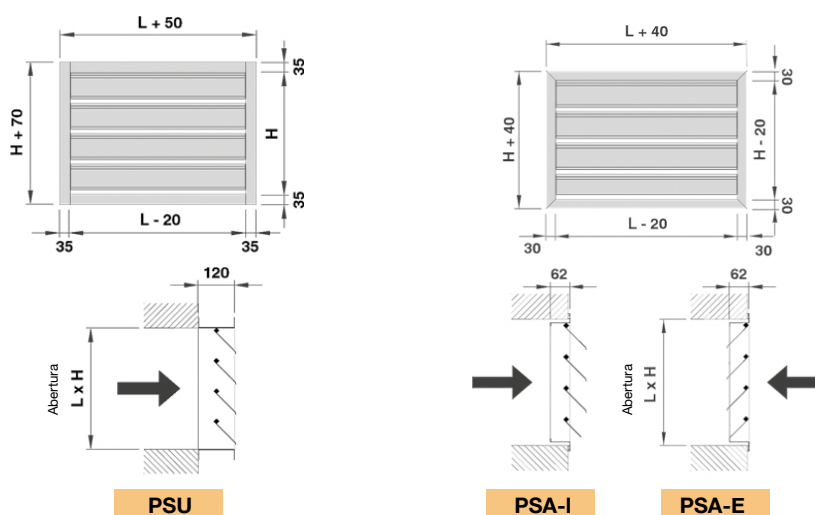 L + 50
35
H + 70
H
35
L - 20
35
35
120
Abertura
L x H
PSU
L + 40
30
H + 40
H - 20
30
L - 20
30
30
62
62
Abertura
L x H
PSA-I
PSA-E